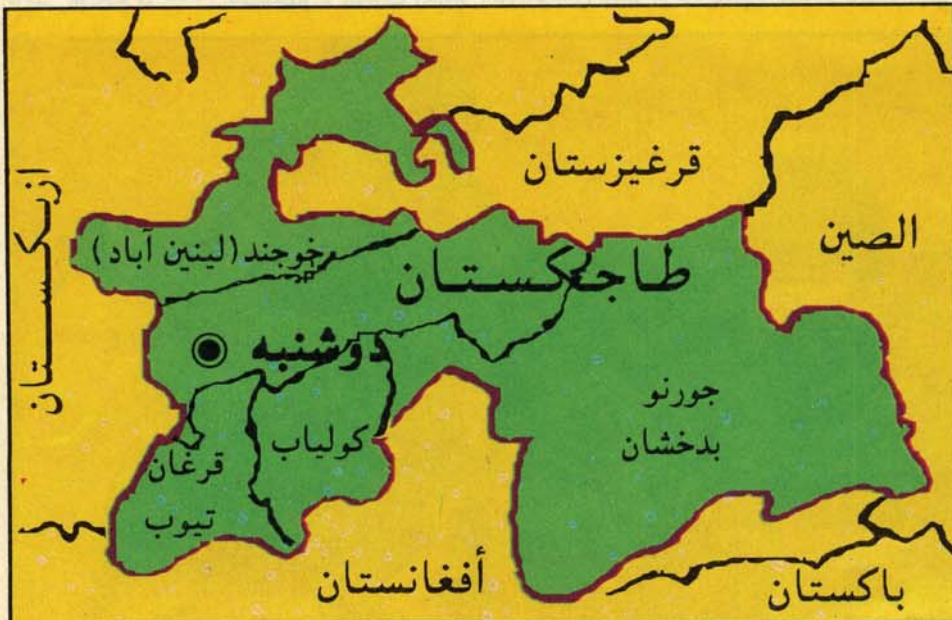 قرغيزستان
الصين
ازبكستان
خوجند (لينين آباد)
طاجكستان
دوشنبه
جورنو
بدخشان
كولياب
قرغان
تيوب
أفغانستان
باكستان